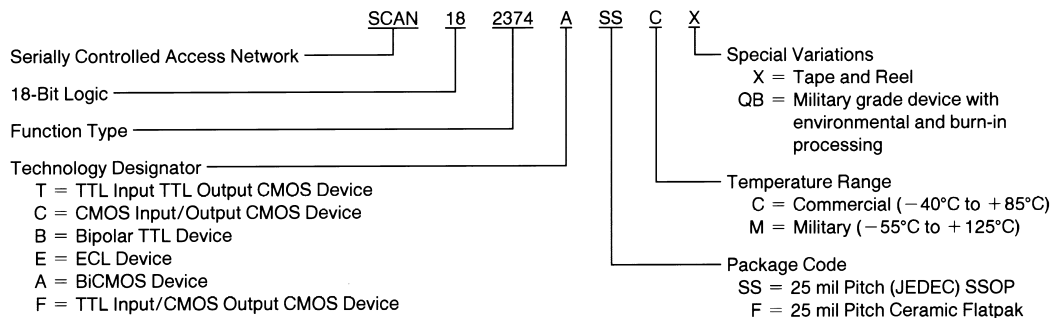 SCAN 18 2374 A SS C X
Serially Controlled Access Network
18-Bit Logic
Function Type
Technology Designator
T = TTL Input TTL Output CMOS Device
C = CMOS Input/Output CMOS Device
B = Bipolar TTL Device
E = ECL Device
A = BiCMOS Device
F = TTL Input/CMOS Output CMOS Device
Special Variations
X = Tape and Reel
QB = Military grade device with
environmental and burn-in
processing
Temperature Range
C = Commercial (−40°C to +85°C)
M = Military (−55°C to +125°C)
Package Code
SS = 25 mil Pitch (JEDEC) SSOP
F = 25 mil Pitch Ceramic Flatpak